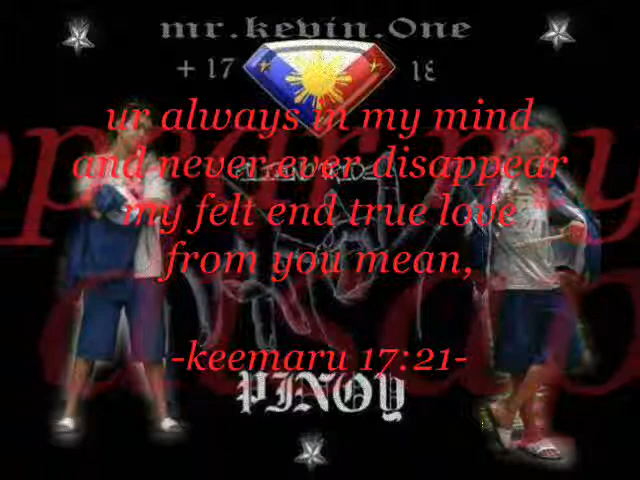 mr.kevin.One
+ 17
ur always in my mind
and never ever disappear
my felt end true love
from you mean,
-keemaru 17:21-
PINOY